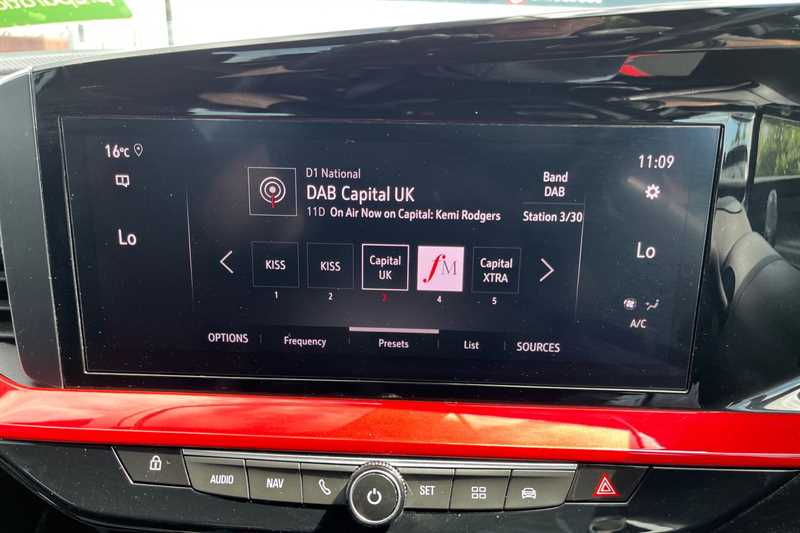 16°C
11:09
D1 National
DAB Capital UK
11D On Air Now on Capital: Kemi Rodgers
Band
DAB
Station 3/30
Lo
Lo
KISS
KISS
Capital
UK
fM
Capital
XTRA
1
2
3
4
5
A/C
OPTIONS
Frequency
Presets
List
SOURCES
AUDIO
NAV
SET